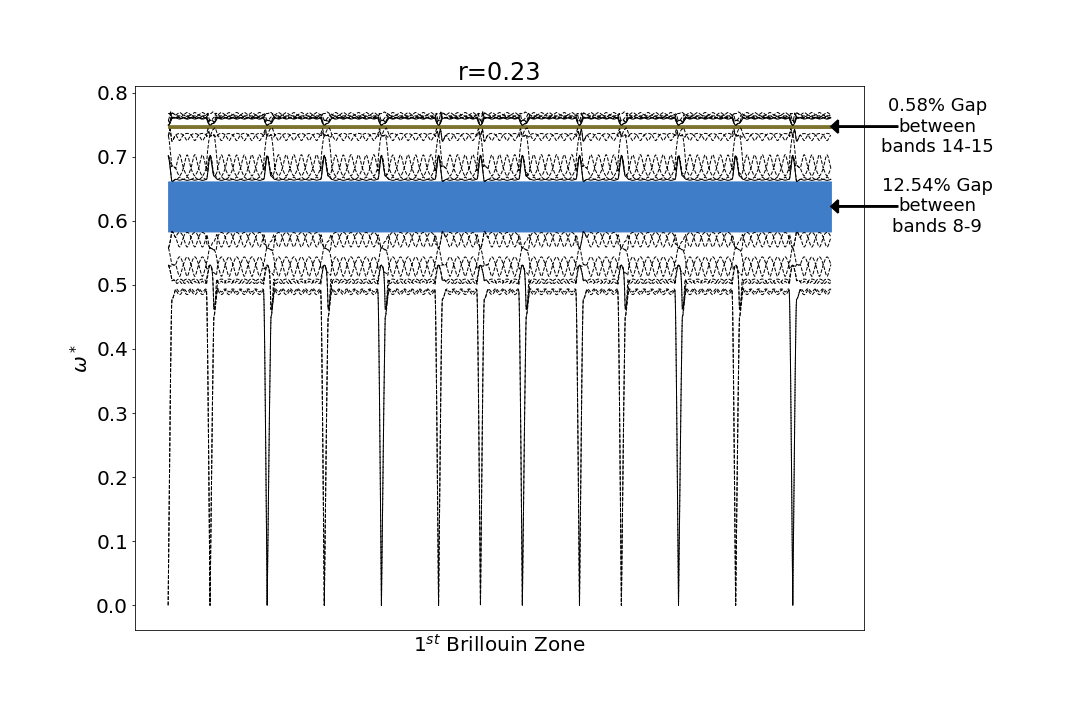 r=0.23
0.8
0.7
0.6
0.5
0.4
0.3
0.2
0.1
0.0
ω*
1st Brillouin Zone
0.58% Gap
between
bands 14-15
12.54% Gap
between
bands 8-9